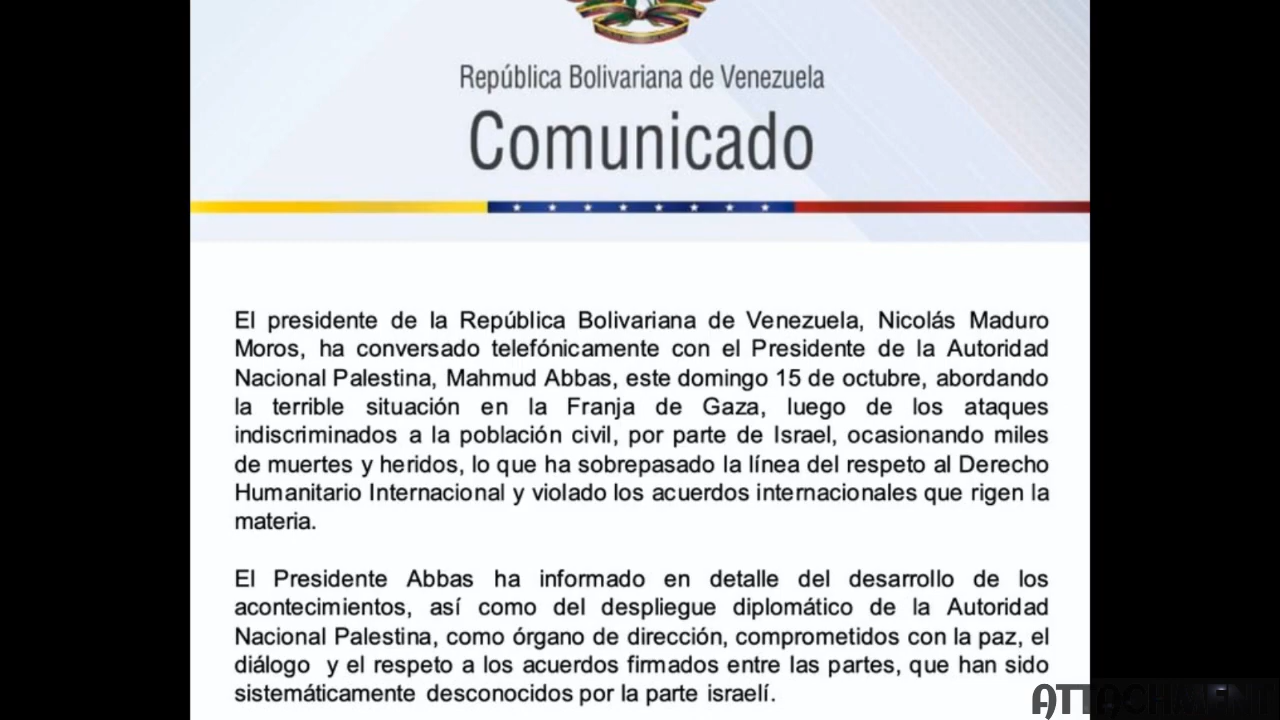 República Bolivariana de Venezuela
Comunicado
El presidente de la República Bolivariana de Venezuela, Nicolás Maduro
Moros, ha conversado telefónicamente con el Presidente de la Autoridad
Nacional Palestina, Mahmud Abbas, este domingo 15 de octubre, abordando
la terrible situación en la Franja de Gaza, luego de los ataques
indiscriminados a la población civil, por parte de Israel, ocasionando miles
de muertes y heridos, lo que ha sobrepasado la línea del respeto al Derecho
Humanitario Internacional y violado los acuerdos internacionales que rigen la
materia.
El Presidente Abbas ha informado en detalle del desarrollo de los
acontecimientos, así como del despliegue diplomático de la Autoridad
Nacional Palestina, como órgano de dirección, comprometidos con la paz, el
diálogo y el respeto a los acuerdos firmados entre las partes, que han sido
sistemáticamente desconocidos por la parte israelí.